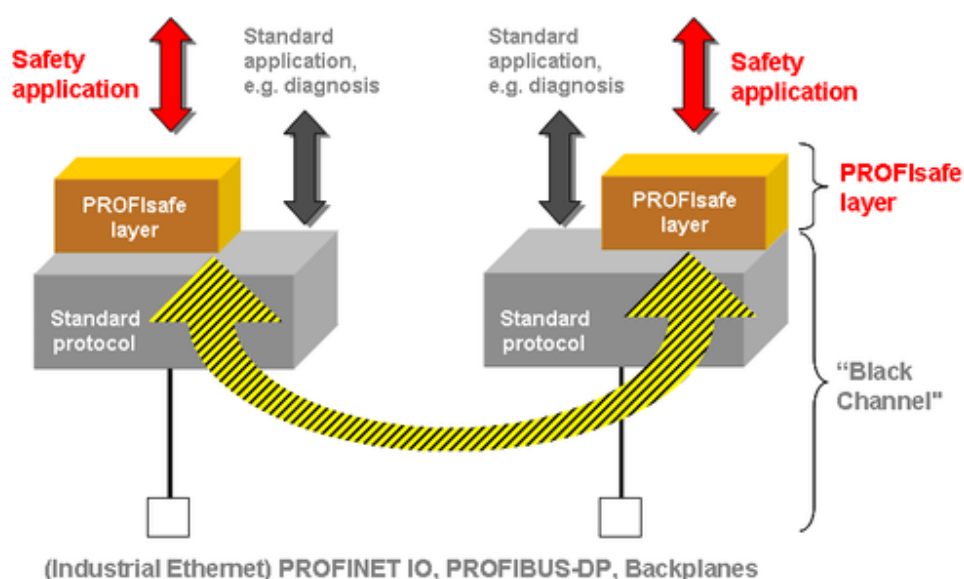 Safety
application
Standard
application,
e.g. diagnosis
Standard
application,
e.g. diagnosis
Safety
application
PROFIsafe
layer
PROFIsafe
layer
PROFIsafe
layer
Standard
protocol
Standard
protocol
“Black
Channel"
(Industrial Ethernet) PROFINET IO, PROFIBUS-DP, Backplanes